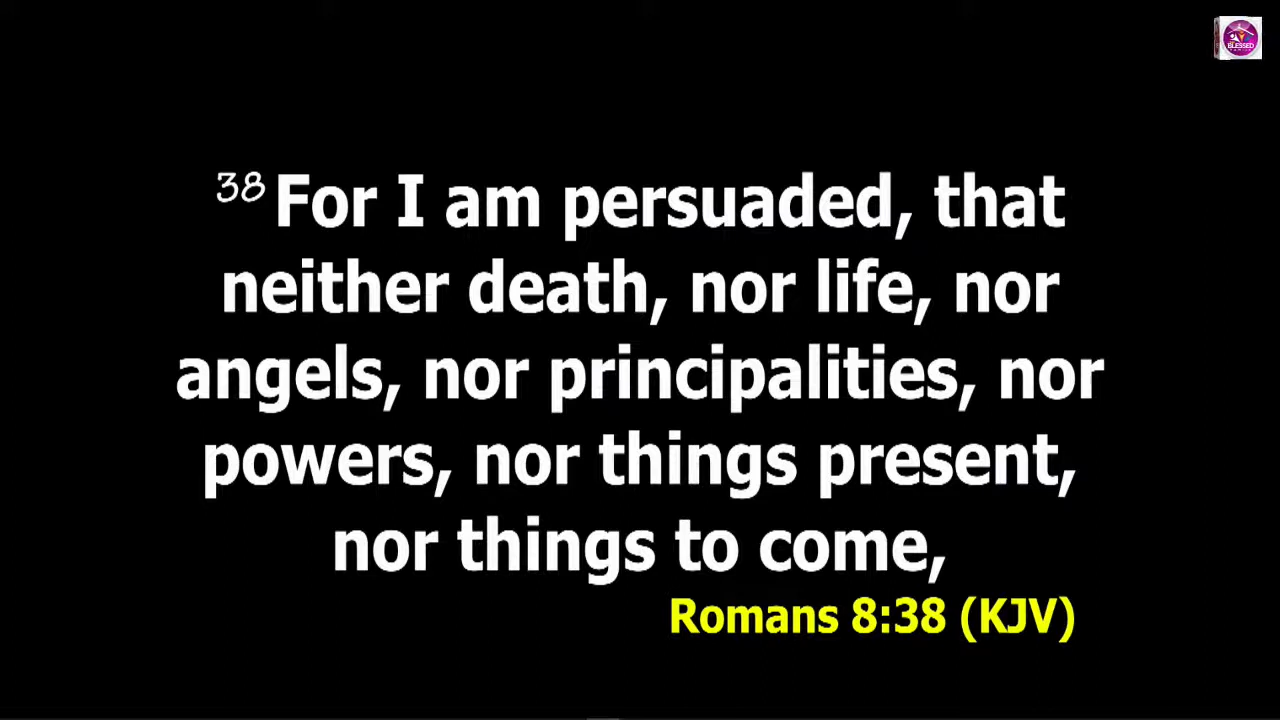 BLESSED
38 For I am persuaded, that
neither death, nor life, nor
angels, nor principalities, nor
powers, nor things present,
nor things to come,
Romans 8:38 (KJV)